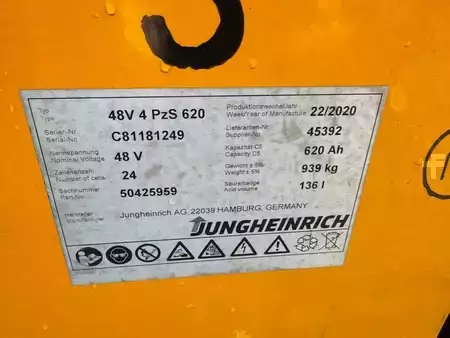 Typ
Type
48V 4 PzS 620
Produktionswoche/Jahr
Week/Year of Manufacture
22/2020
Serien-Nr
Serial-No
C81181249
Lieferanten-Nr
Supplier-No
45392
Nennspannung
Nominal Voltage
48 V
Kapazität-C5
Capacity C5
620 Ah
Zellenanzahl
Number of cells
24
Gewicht ± 5%
Weight ± 5%
939 kg
Sachnummer
Part-No
50425959
Säuremenge
Acid volume
136 l
Hersteller
Manufacturer
Jungheinrich AG, 22039 HAMBURG, GERMANY
JUNGHEINRICH